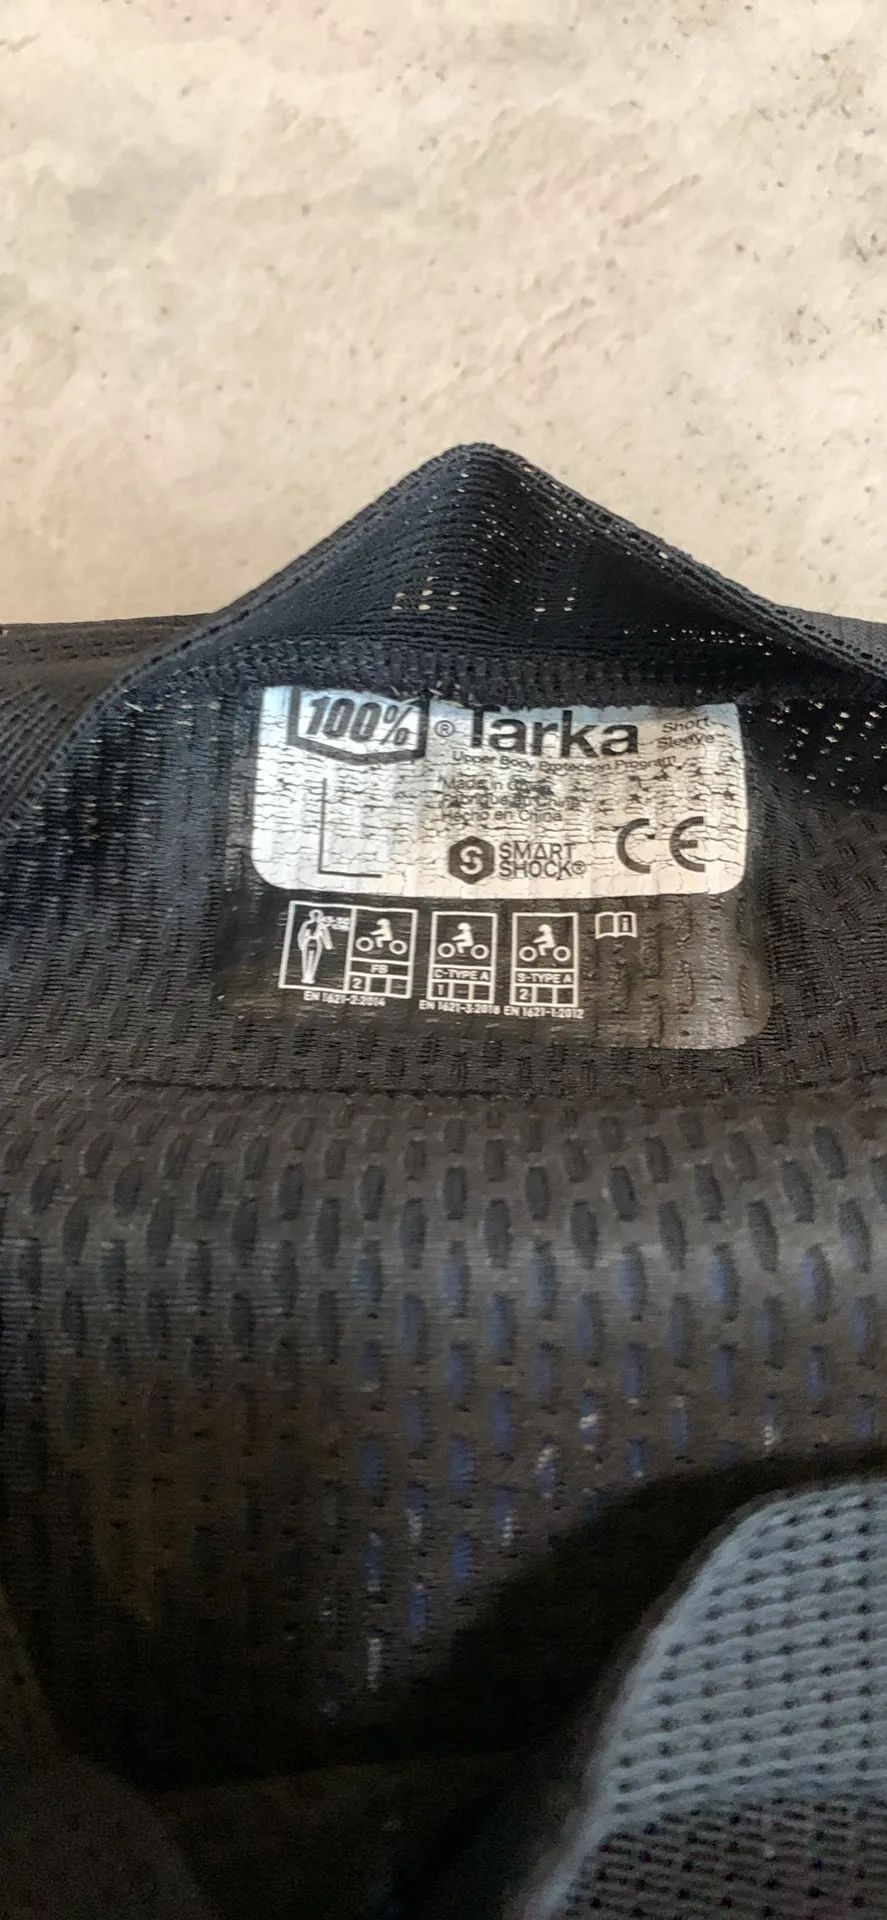 100% ® Tarka Short Sleeve
Upper Body Protection Program
L
Made in China
Fabriqué au Chine
Hecho en China
S SMART SHOCK®
CE
FB
2
EN 1621-2:2014
C-TYPE A
1
EN 1621-3:2018
S-TYPE A
2
EN 1621-1:2012
i